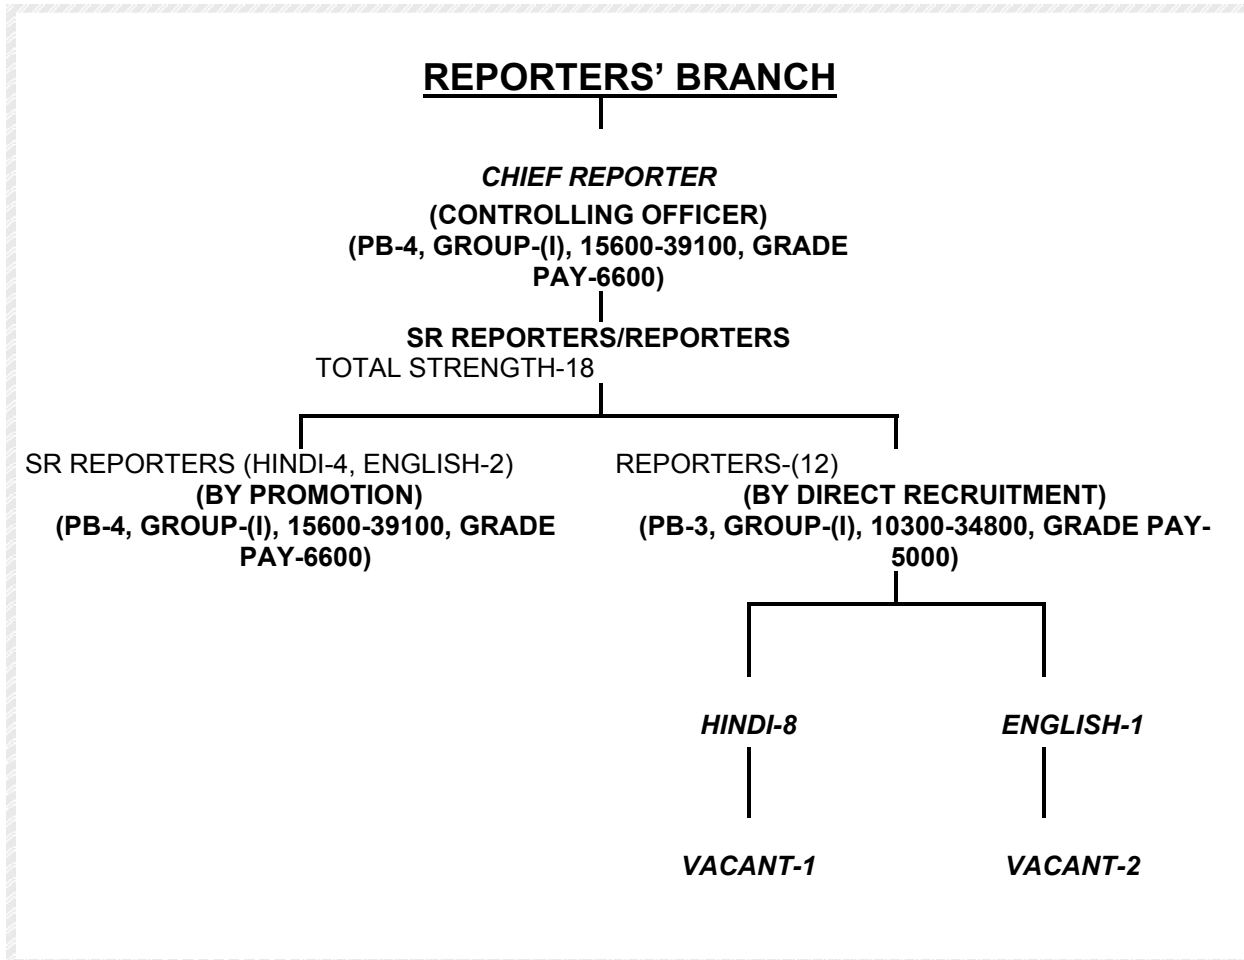 REPORTERS’ BRANCH
CHIEF REPORTER
(CONTROLLING OFFICER)
(PB-4, GROUP-(I), 15600-39100, GRADE
PAY-6600)
SR REPORTERS/REPORTERS
TOTAL STRENGTH-18
SR REPORTERS (HINDI-4, ENGLISH-2)
(BY PROMOTION)
(PB-4, GROUP-(I), 15600-39100, GRADE
PAY-6600)
REPORTERS-(12)
(BY DIRECT RECRUITMENT)
(PB-3, GROUP-(I), 10300-34800, GRADE PAY-
5000)
HINDI-8
ENGLISH-1
VACANT-1
VACANT-2